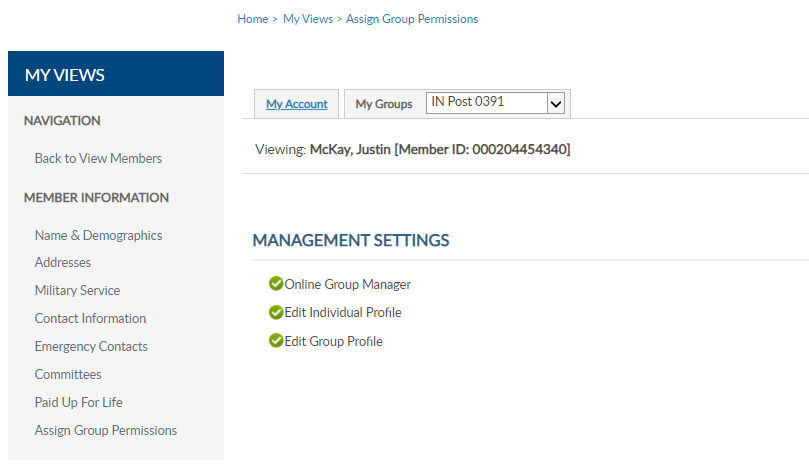 Home > My Views > Assign Group Permissions
MY VIEWS
NAVIGATION
Back to View Members
MEMBER INFORMATION
Name & Demographics
Addresses
Military Service
Contact Information
Emergency Contacts
Committees
Paid Up For Life
Assign Group Permissions
My Account My Groups IN Post 0391
Viewing: McKay, Justin [Member ID: 000204454340]
MANAGEMENT SETTINGS
Online Group Manager
Edit Individual Profile
Edit Group Profile